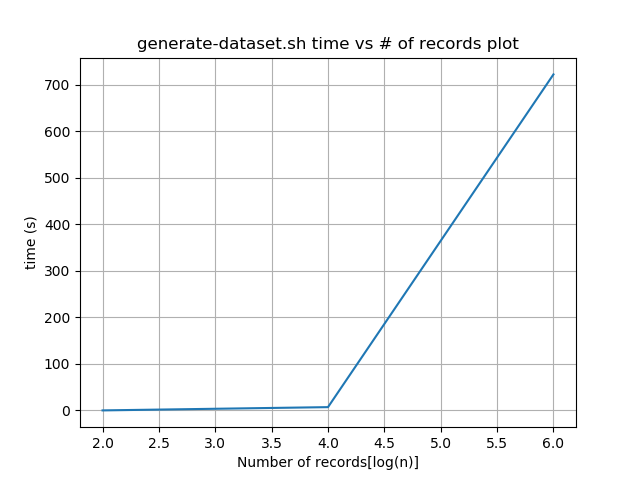 generate-dataset.sh time vs # of records plot
700
600
500
400
300
200
100
0
time (s)
2.0 2.5 3.0 3.5 4.0 4.5 5.0 5.5 6.0
Number of records[log(n)]